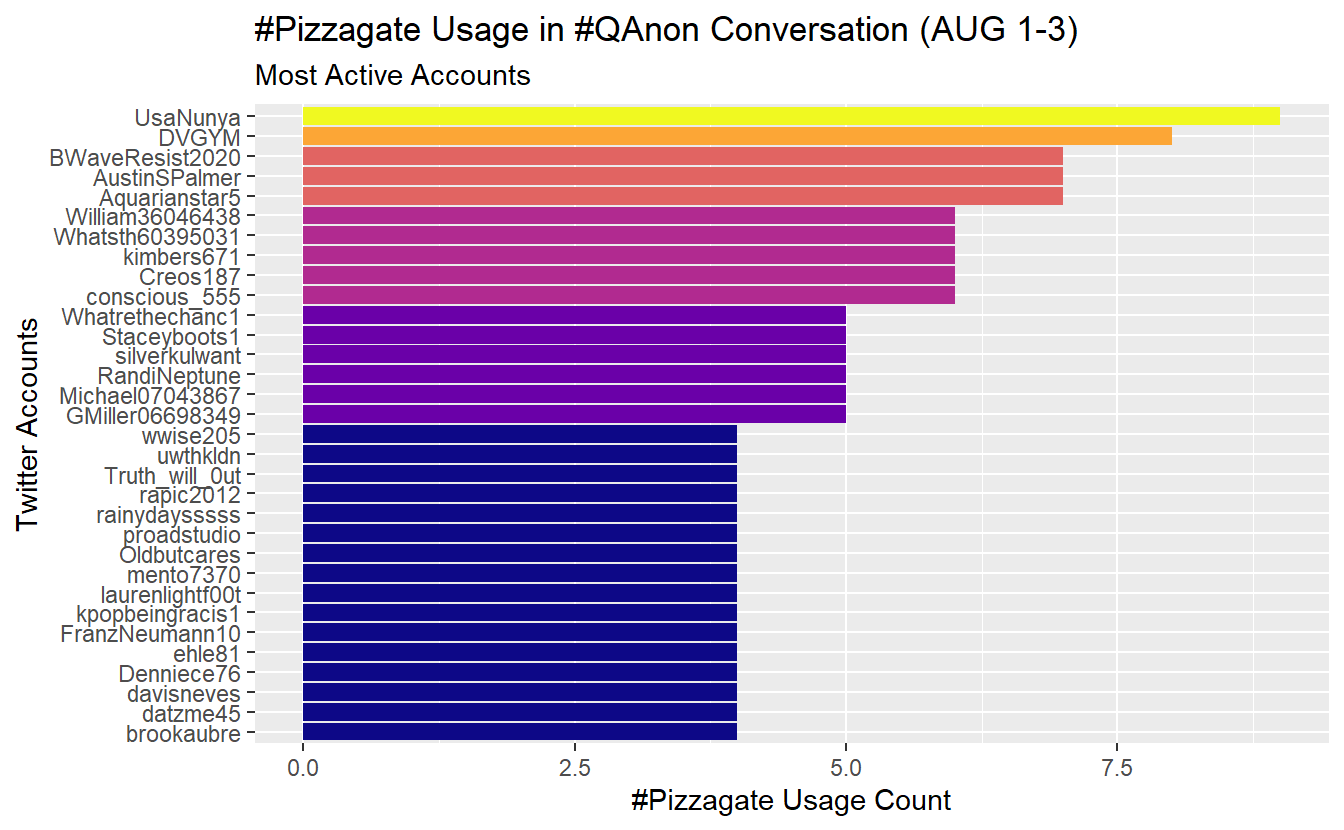 #Pizzagate Usage in #QAnon Conversation (AUG 1-3)
Most Active Accounts
Twitter Accounts
UsaNunya
DVGYM
BWaveResist2020
AustinSPalmer
Aquarianstar5
William36046438
Whatsth60395031
kimbers671
Creos187
conscious_555
Whatrethechanc1
Staceyboots1
silverkulwant
RandiNeptune
Michael07043867
GMiller06698349
wwise205
uwthkldn
Truth_will_0ut
rapic2012
rainydaysssss
proadstudio
Oldbutcares
mento7370
laurenlightf00t
kpopbeingracis1
FranzNeumann10
ehle81
Denniece76
davisneves
datzme45
brookaubre
0.0 2.5 5.0 7.5
#Pizzagate Usage Count